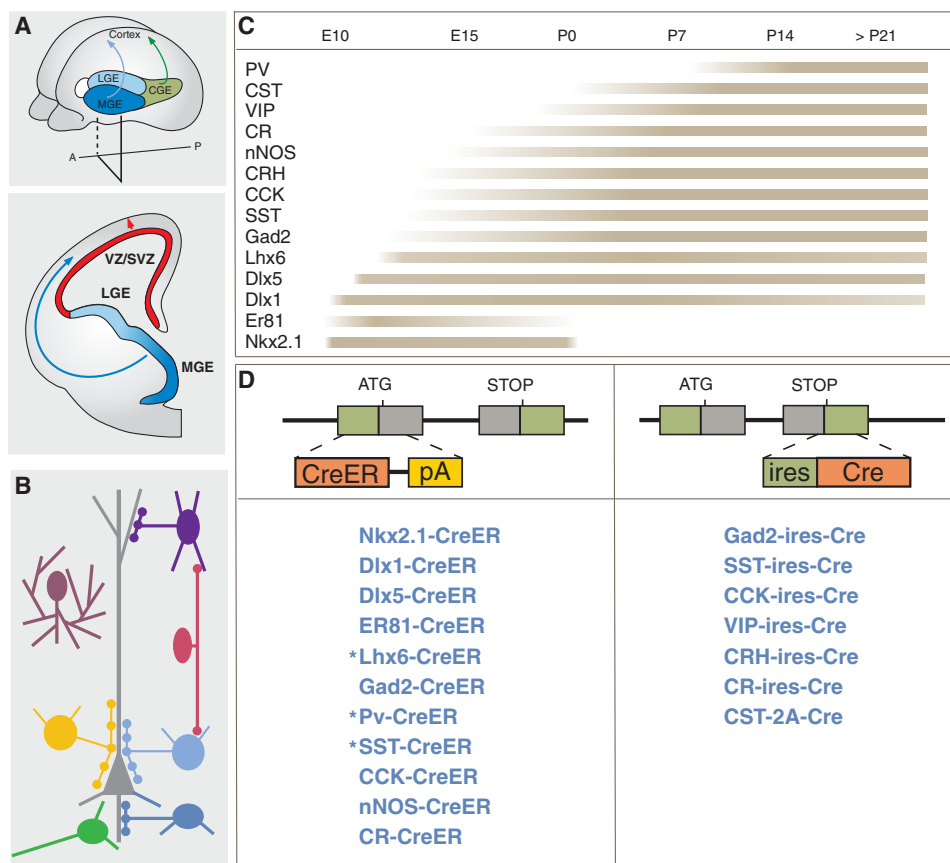 A
Cortex
LGE
CGE
MGE
A
P
VZ/SVZ
LGE
MGE
B
C
E10 E15 P0 P7 P14 > P21
PV
CST
VIP
CR
nNOS
CRH
CCK
SST
Gad2
Lhx6
Dlx5
Dlx1
Er81
Nkx2.1
D
ATG STOP
CreER pA
Nkx2.1-CreER
Dlx1-CreER
Dlx5-CreER
ER81-CreER
*Lhx6-CreER
Gad2-CreER
*Pv-CreER
*SST-CreER
CCK-CreER
nNOS-CreER
CR-CreER
ATG STOP
ires Cre
Gad2-ires-Cre
SST-ires-Cre
CCK-ires-Cre
VIP-ires-Cre
CRH-ires-Cre
CR-ires-Cre
CST-2A-Cre